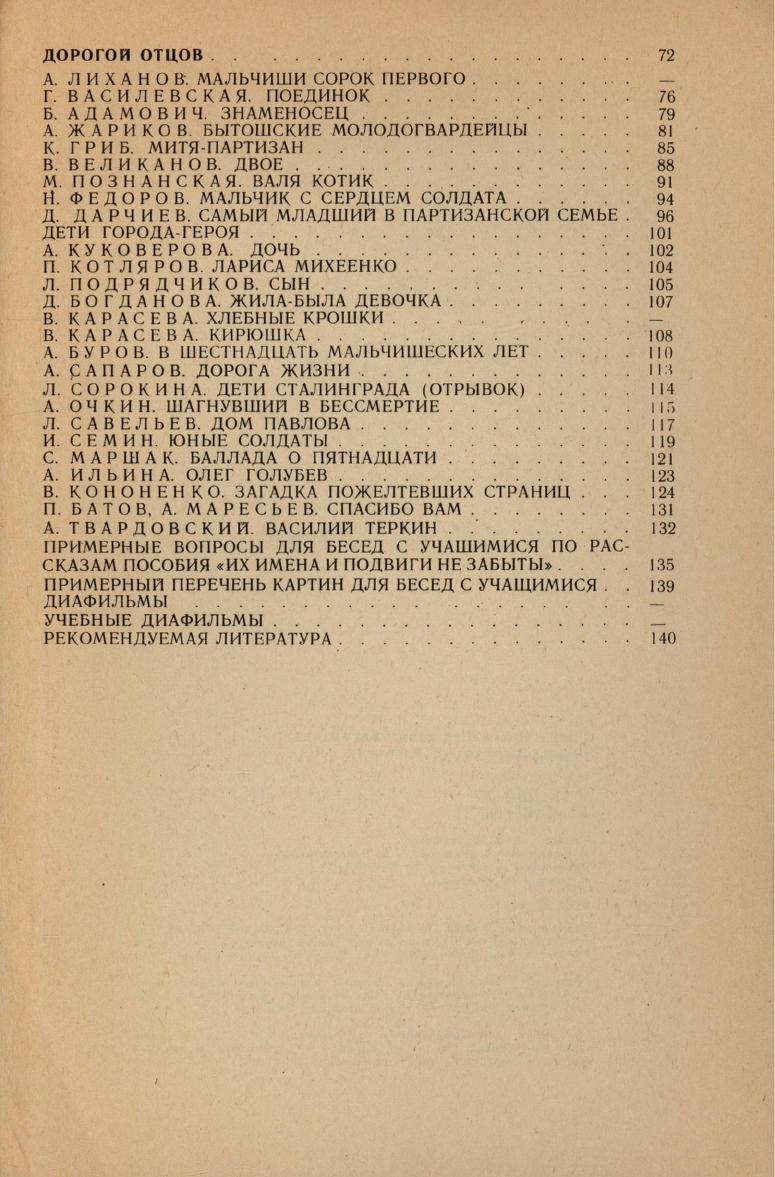 ДОРОГОЙ ОТЦОВ . . . . . . . . . . . . . . . . . . 72
А. ЛИХАНОВ. МАЛЬЧИШИ СОРОК ПЕРВОГО . . . . . . . —
Г. ВАСИЛЕВСКАЯ. ПОЕДИНОК . . . . . . . . . . . 76
Б. АДАМОВИЧ. ЗНАМЕНОСЕЦ . . . . . . . . . . . 79
А. ЖАРИКОВ. БЫТОШСКИЕ МОЛОДОГВАРДЕЙЦЫ . . . . . 81
К. ГРИБ. МИТЯ-ПАРТИЗАН . . . . . . . . . . . . 85
В. ВЕЛИКАНОВ. ДВОЕ . . . . . . . . . . . . . 88
М. ПОЗНАНСКАЯ. ВАЛЯ КОТИК . . . . . . . . . . 91
Н. ФЕДОРОВ. МАЛЬЧИК С СЕРДЦЕМ СОЛДАТА . . . . . 94
Д. ДАРЧИЕВ. САМЫЙ МЛАДШИЙ В ПАРТИЗАНСКОЙ СЕМЬЕ . 96
ДЕТИ ГОРОДА-ГЕРОЯ . . . . . . . . . . . . . . 101
А. КУКОВЕРОВА. ДОЧЬ . . . . . . . . . . . . . 102
П. КОТЛЯРОВ. ЛАРИСА МИХЕЕНКО . . . . . . . . . 104
Л. ПОДРЯДЧИКОВ. СЫН . . . . . . . . . . . . 105
Д. БОГДАНОВА. ЖИЛА-БЫЛА ДЕВОЧКА . . . . . . . . 107
В. КАРАСЕВА. ХЛЕБНЫЕ КРОШКИ . . . . . . . . . —
В. КАРАСЕВА. КИРЮШКА . . . . . . . . . . . . 108
А. БУРОВ. В ШЕСТНАДЦАТЬ МАЛЬЧИШЕСКИХ ЛЕТ . . . . . 110
А. САПАРОВ. ДОРОГА ЖИЗНИ . . . . . . . . . . . 113
Л. СОРОКИНА. ДЕТИ СТАЛИНГРАДА (ОТРЫВОК) . . . . . 114
А. ОЧКИН. ШАГНУВШИЙ В БЕССМЕРТИЕ . . . . . . . . 115
Л. САВЕЛЬЕВ. ДОМ ПАВЛОВА . . . . . . . . . . . 117
И. СЕМИН. ЮНЫЕ СОЛДАТЫ . . . . . . . . . . . 119
С. МАРШАК. БАЛЛАДА О ПЯТНАДЦАТИ . . . . . . . . 121
А. ИЛЬИНА. ОЛЕГ ГОЛУБЕВ . . . . . . . . . . . 123
В. КОНОНЕНКО. ЗАГАДКА ПОЖЕЛТЕВШИХ СТРАНИЦ . . . 124
П. БАТОВ, А. МАРЕСЬЕВ. СПАСИБО ВАМ . . . . . . . 131
А. ТВАРДОВСКИЙ. ВАСИЛИЙ ТЕРКИН . . . . . . . . 132
ПРИМЕРНЫЕ ВОПРОСЫ ДЛЯ БЕСЕД С УЧАЩИМИСЯ ПО РАС-
СКАЗАМ ПОСОБИЯ «ИХ ИМЕНА И ПОДВИГИ НЕ ЗАБЫТЫ» . . . . 135
ПРИМЕРНЫЙ ПЕРЕЧЕНЬ КАРТИН ДЛЯ БЕСЕД С УЧАЩИМИСЯ . . 139
ДИАФИЛЬМЫ . . . . . . . . . . . . . . . . . —
УЧЕБНЫЕ ДИАФИЛЬМЫ . . . . . . . . . . . . . . —
РЕКОМЕНДУЕМАЯ ЛИТЕРАТУРА . . . . . . . . . . . . 140